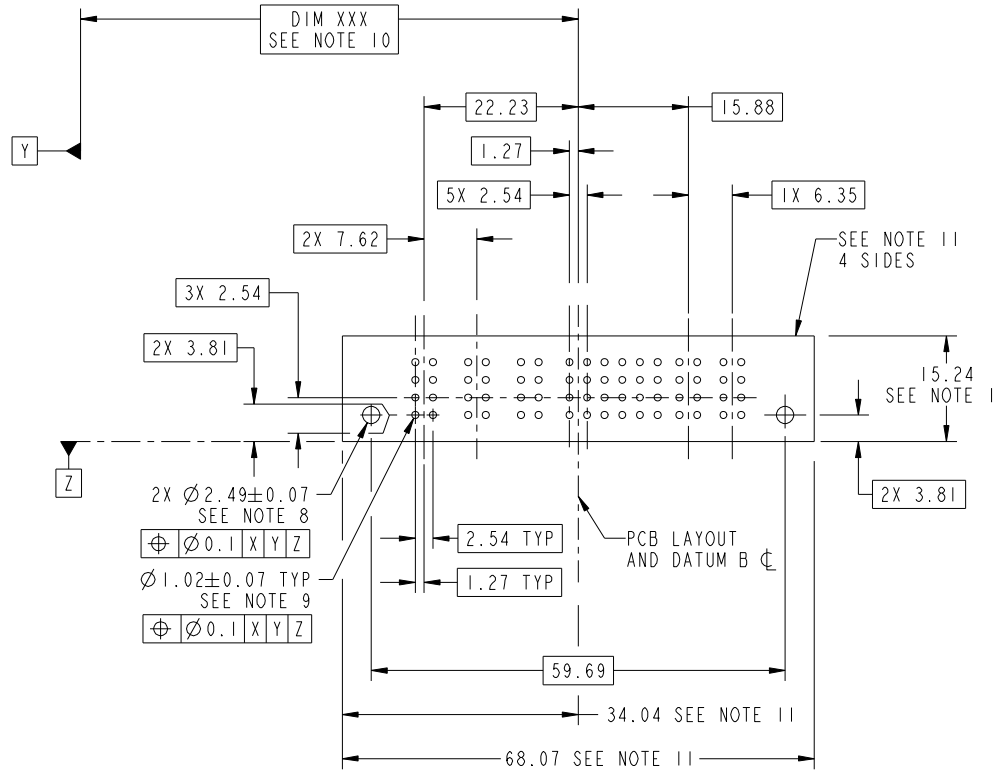 DIM XXX
SEE NOTE 10
22.23
15.88
Y
1.27
5X 2.54
1X 6.35
2X 7.62
SEE NOTE 11
4 SIDES
3X 2.54
2X 3.81
15.24
SEE NOTE 1
Z
2X Ø2.49±0.07
SEE NOTE 8
⌖ Ø0.1 X Y Z
2X 3.81
2.54 TYP
PCB LAYOUT
AND DATUM B ℄
Ø1.02±0.07 TYP
SEE NOTE 9
⌖ Ø0.1 X Y Z
1.27 TYP
59.69
34.04 SEE NOTE 11
68.07 SEE NOTE 11